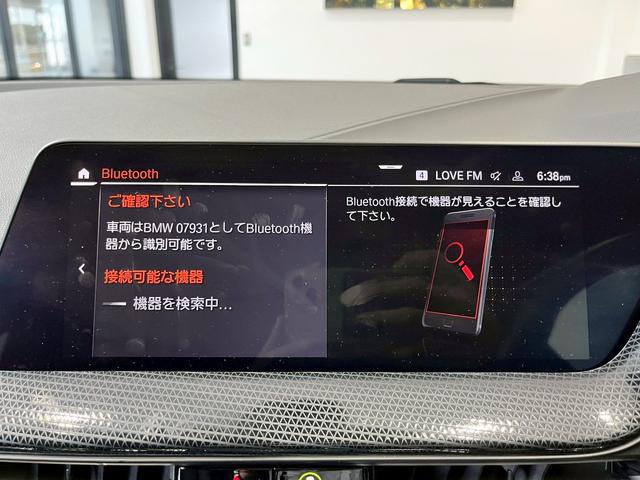 Bluetooth
4 LOVE FM 6:38pm
ご確認下さい
車両はBMW 07931としてBluetooth機
器から識別可能です。
接続可能な機器
機器を検索中...
Bluetooth接続で機器が見えることを確認し
て下さい。